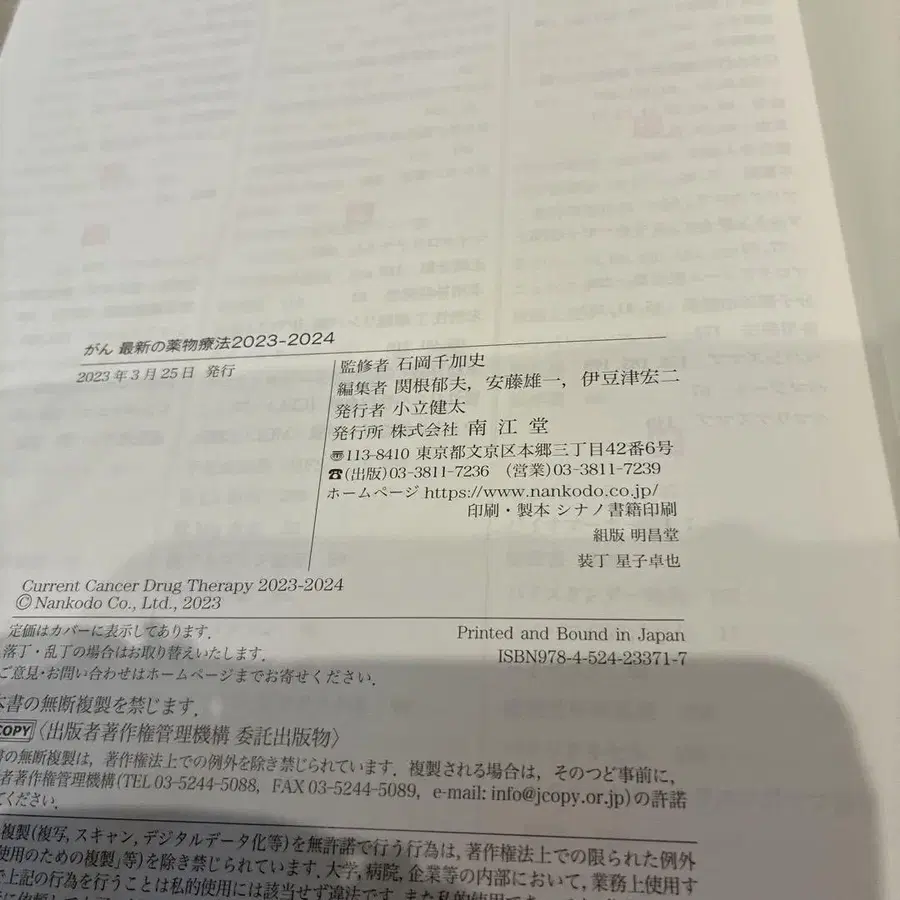 がん 最新の薬物療法2023-2024
2023年3月25日 発行
監修者 石岡千加史
編集者 関根郁夫，安藤雄一，伊豆津宏二
発行者 小立健太
発行所 株式会社 南江堂
〠113-8410 東京都文京区本郷三丁目42番6号
☎(出版)03-3811-7236 (営業)03-3811-7239
ホームページ https://www.nankodo.co.jp/
印刷・製本 シナノ書籍印刷
組版 明昌堂
装丁 星子卓也
Current Cancer Drug Therapy 2023-2024
© Nankodo Co., Ltd., 2023
定価はカバーに表示してあります．
落丁・乱丁の場合はお取り替えいたします．
ご意見・お問い合わせはホームページまでお寄せください．
Printed and Bound in Japan
ISBN978-4-524-23371-7
本書の無断複製を禁じます．
COPY〈出版者著作権管理機構 委託出版物〉
書の無断複製は，著作権法上での例外を除き禁じられています．複製される場合は，そのつど事前に，
者著作権管理機構(TEL 03-5244-5088，FAX 03-5244-5089，e-mail: info@jcopy.or.jp)の許諾
てください．
複製(複写，スキャン，デジタルデータ化等)を無許諾で行う行為は，著作権法上での限られた例外
使用のための複製」等)を除き禁じられています．大学，病院，企業等の内部において，業務上使用す
で上記の行為を行うことは私的使用には該当せず違法です．また私的使用であっても